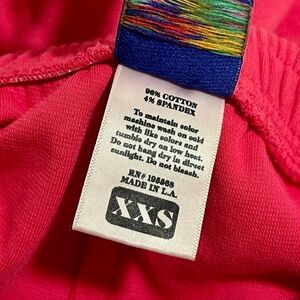 96% COTTON
4% SPANDEX
To maintain color
machine wash on cold
with like colors and
tumble dry on low heat.
Do not hang dry in direct
sunlight. Do not bleach.
RN# 
MADE IN L.A.
XXS